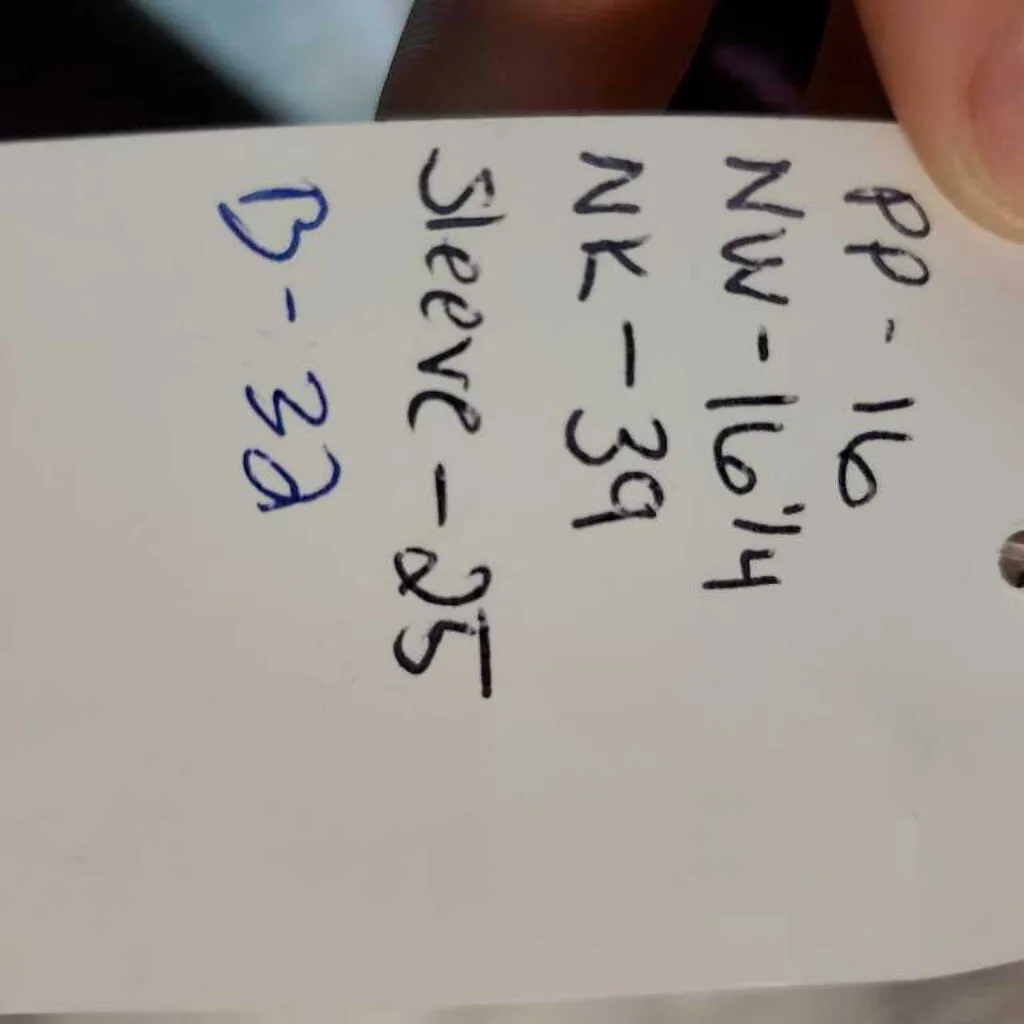 PP - 16
NW - 16 1/4
NK - 39
Sleeve - 25
B - 32